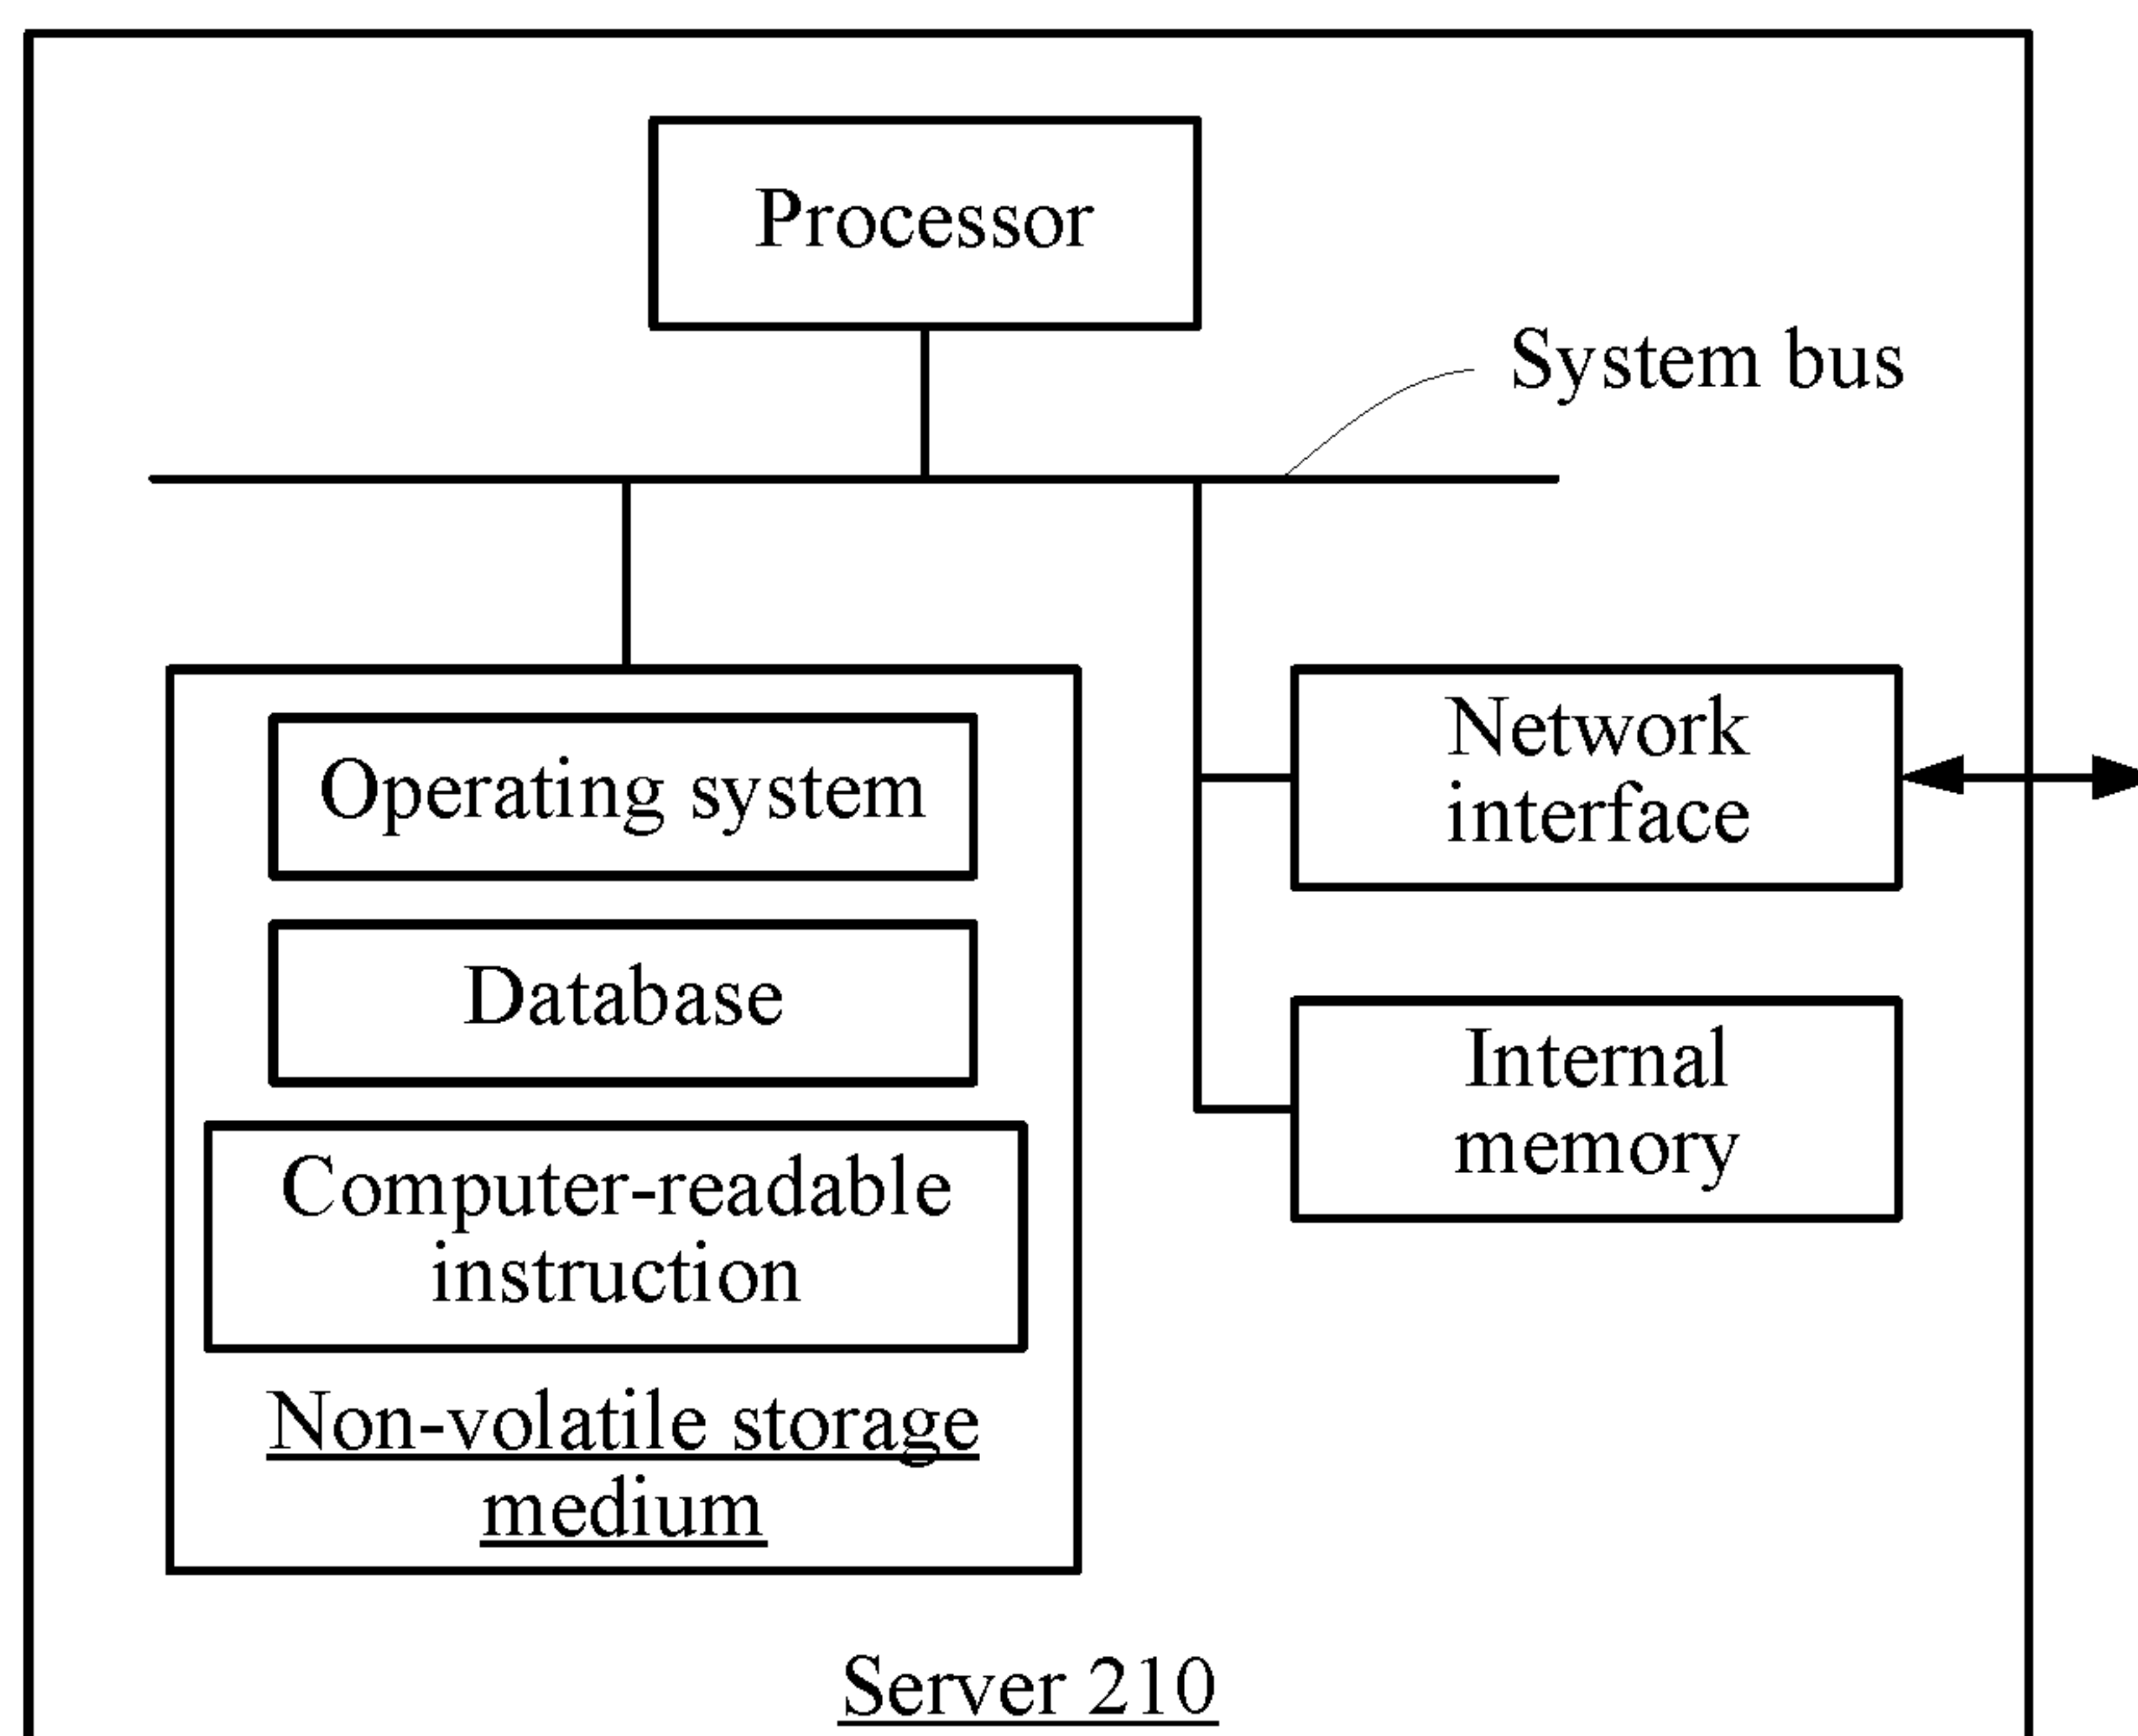 Processor
System bus
Operating system
Database
Computer-readable
instruction
Non-volatile storage
medium
Network
interface
Internal
memory
Server 210